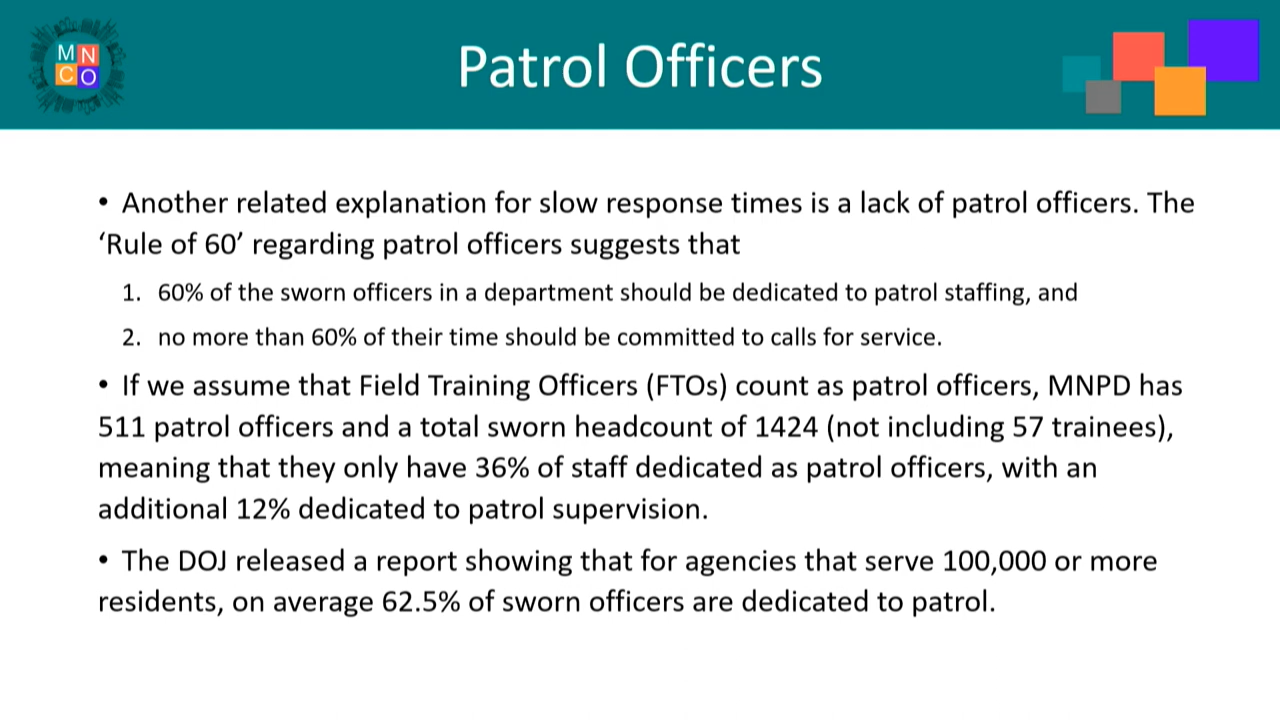 MN
CO
Patrol Officers
• Another related explanation for slow response times is a lack of patrol officers. The
‘Rule of 60’ regarding patrol officers suggests that
1. 60% of the sworn officers in a department should be dedicated to patrol staffing, and
2. no more than 60% of their time should be committed to calls for service.
• If we assume that Field Training Officers (FTOs) count as patrol officers, MNPD has
511 patrol officers and a total sworn headcount of 1424 (not including 57 trainees),
meaning that they only have 36% of staff dedicated as patrol officers, with an
additional 12% dedicated to patrol supervision.
• The DOJ released a report showing that for agencies that serve 100,000 or more
residents, on average 62.5% of sworn officers are dedicated to patrol.